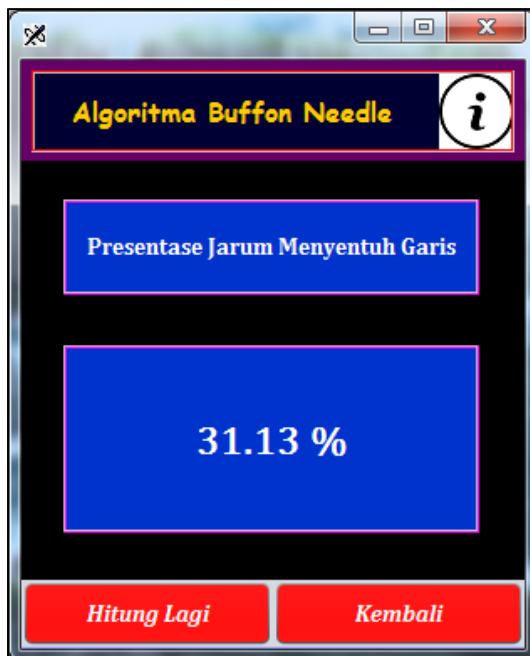 Algoritma Buffon Needle
i
Presentase Jarum Menyentuh Garis
31.13 %
Hitung Lagi
Kembali